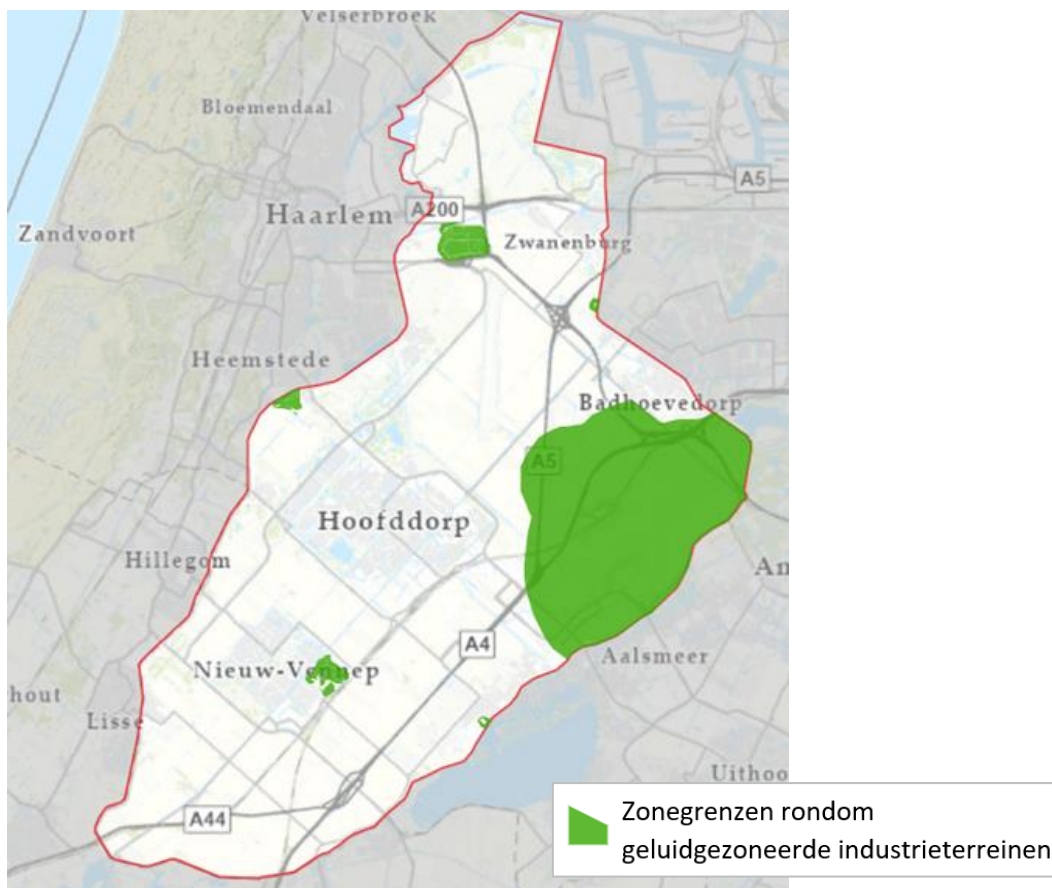 Velserbroek
Bloemendaal
A5
Haarlem
A200
Zandvoort
Zwanenburg
Heemstede
Badhoevedorp
A5
Hoofddorp
Hillegom
An
A4
Nieuw-Vennep
Aalsmeer
hout
Lisse
Uithoo
A44
Zonegrenzen rondom
geluidgezoneerde industrieterreinen